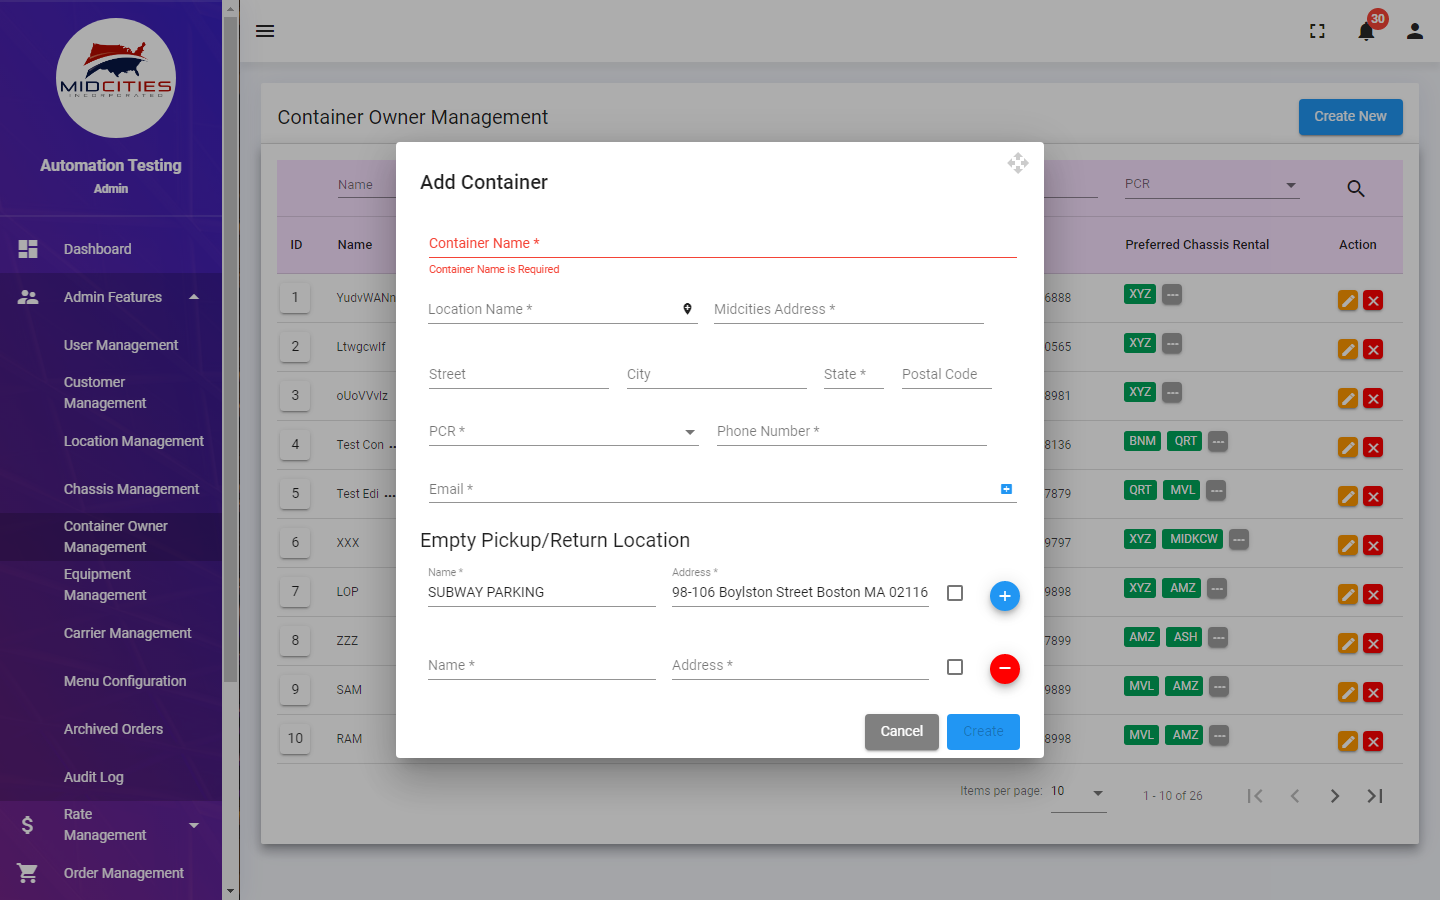 MIDCITIES
INCORPORATED
Automation Testing
Admin
Dashboard
Admin Features
User Management
Customer
Management
Location Management
Chassis Management
Container Owner
Management
Equipment
Management
Carrier Management
Menu Configuration
Archived Orders
Audit Log
Rate
Management
Order Management
30
Container Owner Management
Create New
Name
PCR
ID
Name
Preferred Chassis Rental
Action
1
YudvWANn
6888
XYZ
---
2
Ltwgcwlf
0565
XYZ
---
3
oUoVVvlz
8981
XYZ
---
4
Test Con ...
8136
BNM
QRT
---
5
Test Edi ...
7879
QRT
MVL
---
6
XXX
9797
XYZ
MIDKCW
---
7
LOP
9898
XYZ
AMZ
---
8
ZZZ
7899
AMZ
ASH
---
9
SAM
9889
MVL
AMZ
---
10
RAM
8998
MVL
AMZ
---
Items per page:
10
1 - 10 of 26
Add Container
Container Name *
Container Name is Required
Location Name *
Midcities Address *
Street
City
State *
Postal Code
PCR *
Phone Number *
Email *
Empty Pickup/Return Location
Name *
SUBWAY PARKING
Address *
98-106 Boylston Street Boston MA 02116
Name *
Address *
Cancel
Create